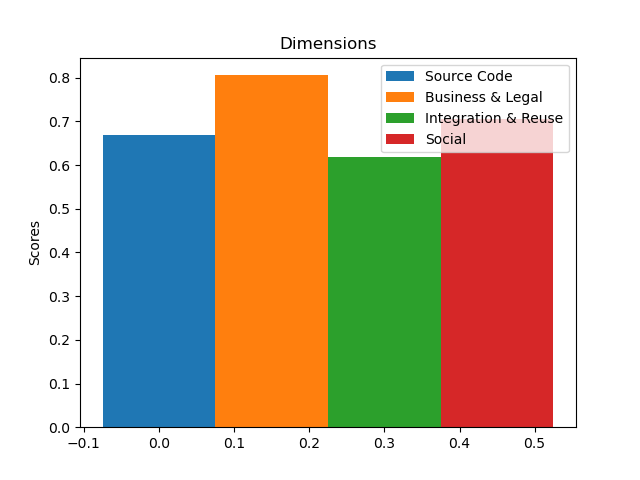 Dimensions
Source Code
Business & Legal
Integration & Reuse
Social
Scores
0.8
0.7
0.6
0.5
0.4
0.3
0.2
0.1
0.0
−0.1 0.0 0.1 0.2 0.3 0.4 0.5